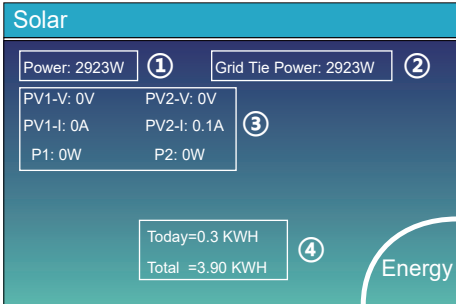 Solar
Power: 2923W ① Grid Tie Power: 2923W ②
PV1-V: 0V PV2-V: 0V
PV1-I: 0A PV2-I: 0.1A ③
P1: 0W P2: 0W
Today=0.3 KWH
④
Total =3.90 KWH
Energy